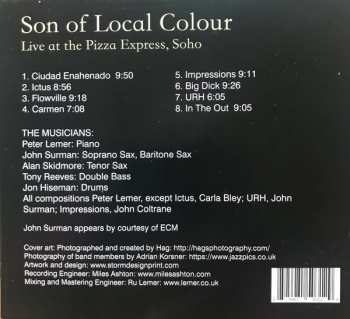 Son of Local Colour
Live at the Pizza Express, Soho
1. Ciudad Enahenado 9:50
2. Ictus 8:56
3. Flowville 9:18
4. Carmen 7:08
8. Impressions 9:11
6. Big Dick 9:26
7. URH 6:05
8. In The Out 9:05
THE MUSICIANS:
Peter Lemer: Piano
John Surman: Soprano Sax, Baritone Sax
Alan Skidmore: Tenor Sax
Tony Reeves: Double Bass
Jon Hiseman: Drums
All compositions Peter Lemer, except Ictus, Carla Bley; URH, John
Surman; Impressions, John Coltrane
John Surman appears by courtesy of ECM
Cover art: Photographed and created by Hag: http://hagsphotography.com/
Photography of band members by Adrian Korsner: https://www.jazzpics.co.uk
Artwork and design: www.stormdesignprint.com
Recording Engineer: Miles Ashton: www.milesashton.com
Mixing and Mastering Engineer: Ru Lemer: www.lemer.co.uk